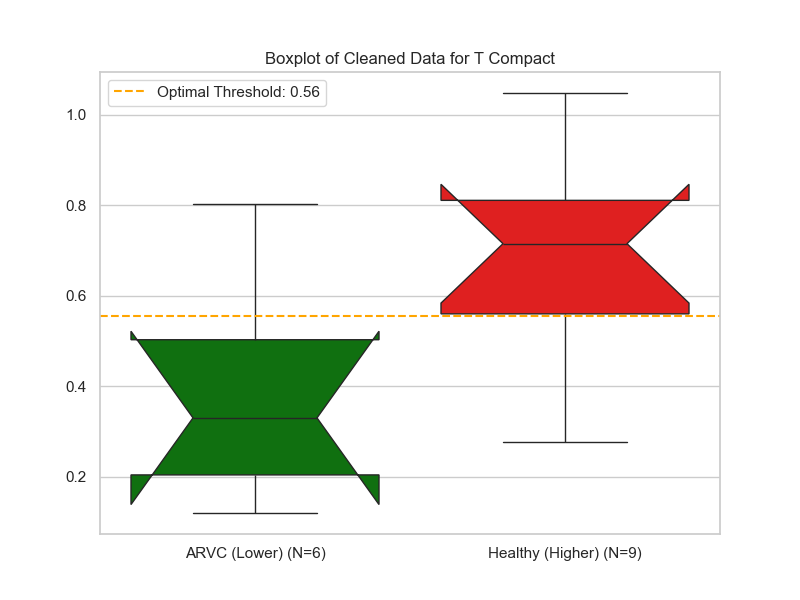 Boxplot of Cleaned Data for T Compact
Optimal Threshold: 0.56
1.0
0.8
0.6
0.4
0.2
ARVC (Lower) (N=6)
Healthy (Higher) (N=9)